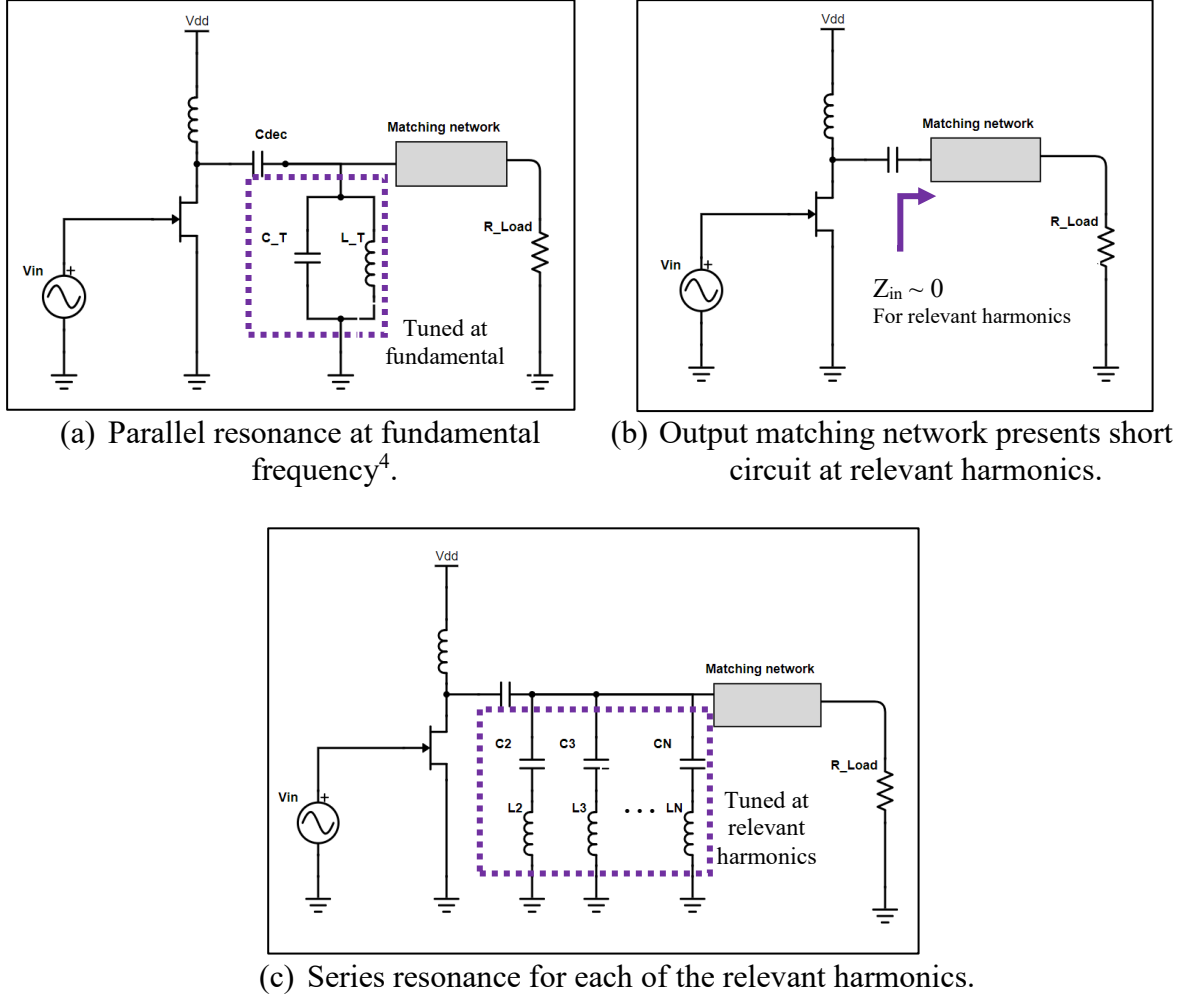 Vdd
Cdec
Matching network
C_T
L_T
R_Load
Vin
+
Tuned at
fundamental
(a) Parallel resonance at fundamental
frequency⁴.
Vdd
Matching network
R_Load
Vin
+
Zin ~ 0
For relevant harmonics
(b) Output matching network presents short
circuit at relevant harmonics.
Vdd
Matching network
C2
C3
CN
R_Load
Vin
+
L2
L3
. . .
LN
Tuned at
relevant
harmonics
(c) Series resonance for each of the relevant harmonics.